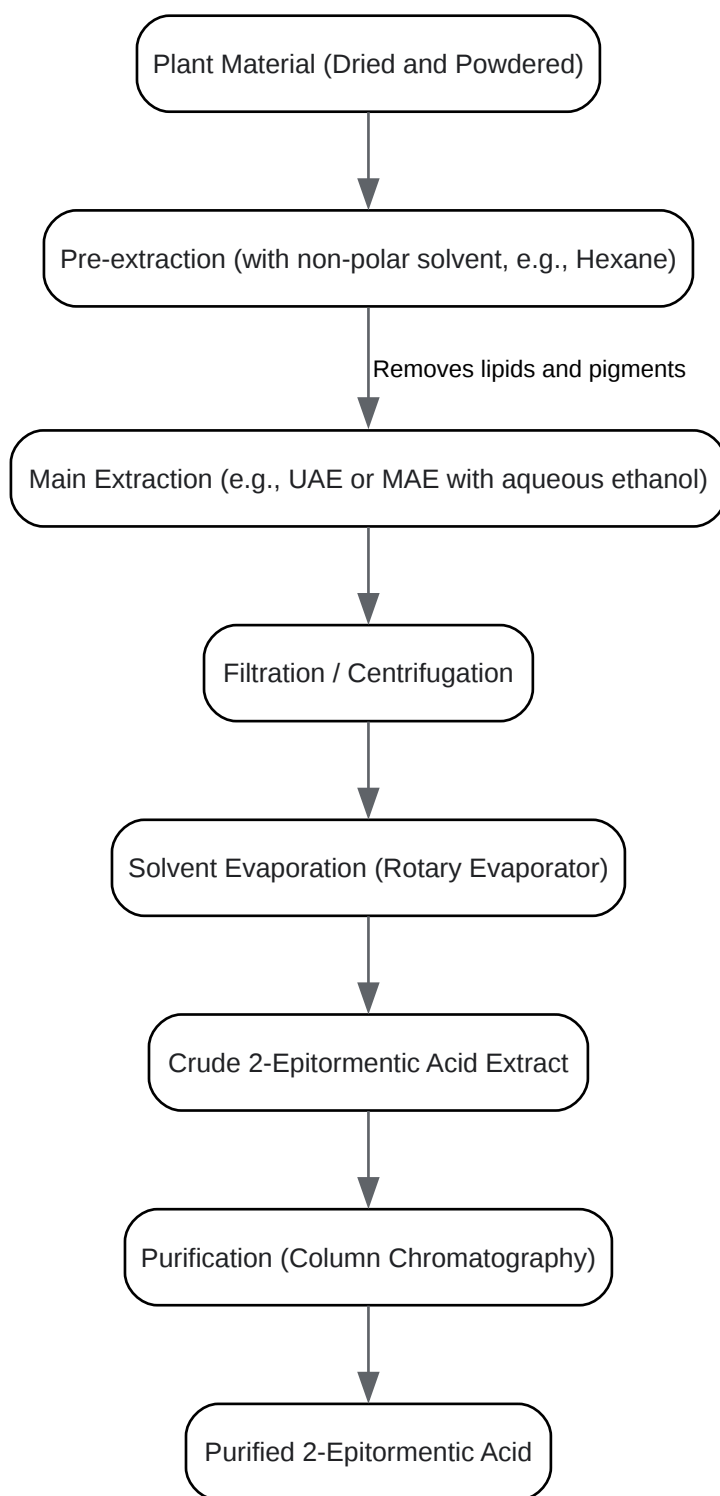 Plant Material (Dried and Powdered)
Pre-extraction (with non-polar solvent, e.g., Hexane)
Removes lipids and pigments
Main Extraction (e.g., UAE or MAE with aqueous ethanol)
Filtration / Centrifugation
Solvent Evaporation (Rotary Evaporator)
Crude 2-Epitormentic Acid Extract
Purification (Column Chromatography)
Purified 2-Epitormentic Acid